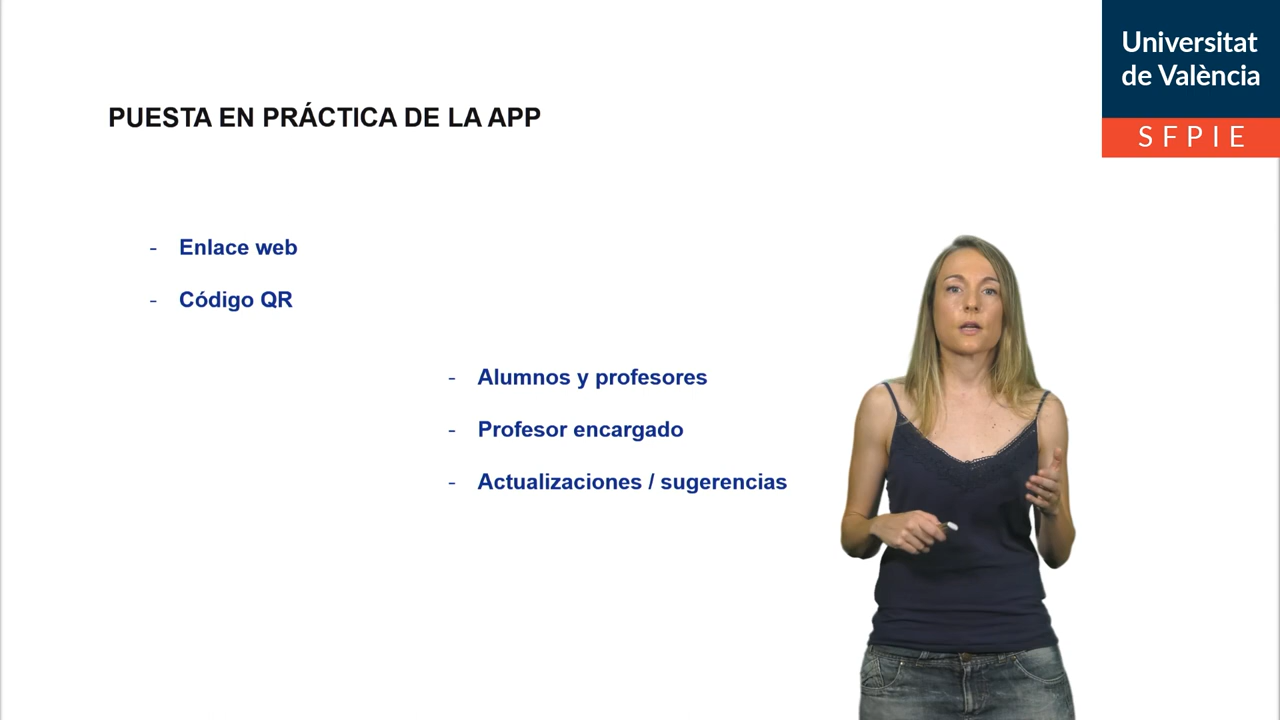 Universitat
de València
SFPIE
PUESTA EN PRÁCTICA DE LA APP
- Enlace web
- Código QR
- Alumnos y profesores
- Profesor encargado
- Actualizaciones / sugerencias